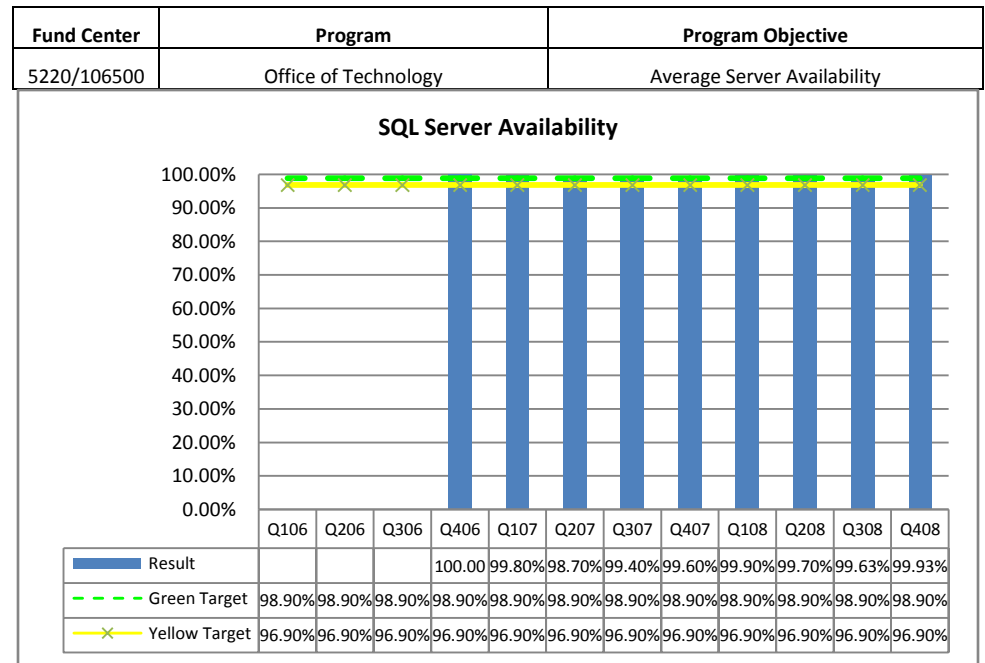 Fund Center Program Program Objective
5220/106500 Office of Technology Average Server Availability
SQL Server Availability
100.00%
90.00%
80.00%
70.00%
60.00%
50.00%
40.00%
30.00%
20.00%
10.00%
0.00%
Q106 Q206 Q306 Q406 Q107 Q207 Q307 Q407 Q108 Q208 Q308 Q408
Result 100.00 99.80% 98.70% 99.40% 99.60% 99.90% 99.70% 99.63% 99.93%
Green Target 98.90% 98.90% 98.90% 98.90% 98.90% 98.90% 98.90% 98.90% 98.90% 98.90% 98.90% 98.90%
Yellow Target 96.90% 96.90% 96.90% 96.90% 96.90% 96.90% 96.90% 96.90% 96.90% 96.90% 96.90% 96.90%